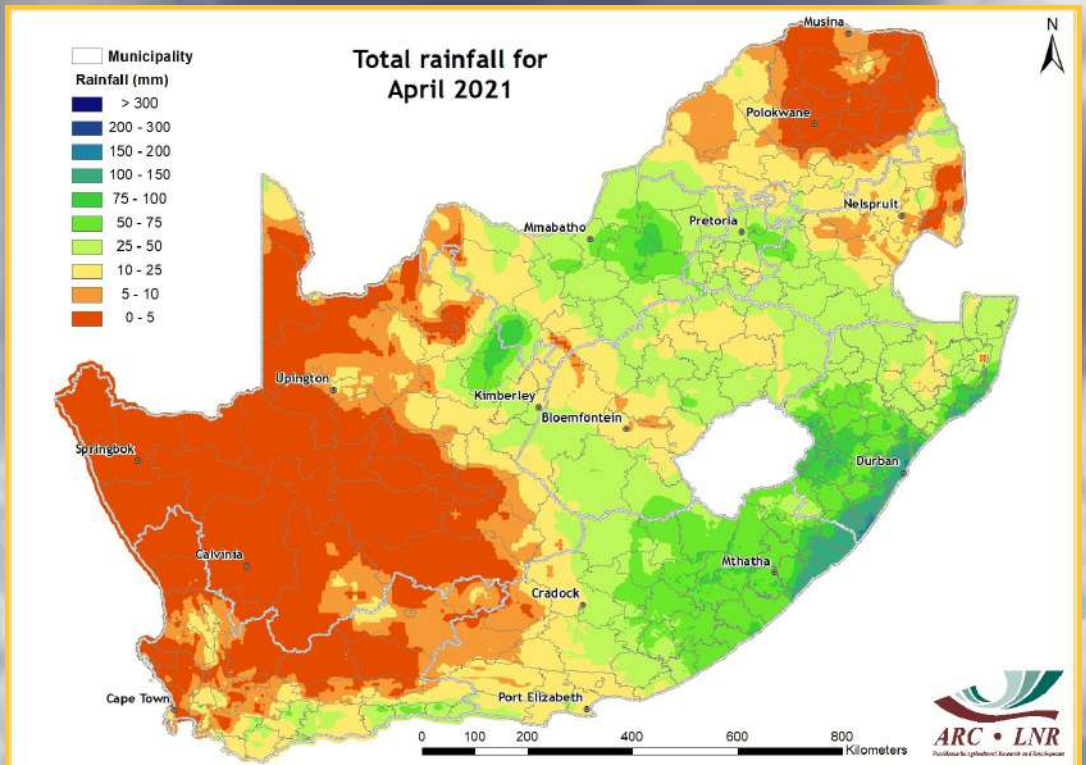 Total rainfall for
April 2021
Municipality
Rainfall (mm)
> 300
200 - 300
150 - 200
100 - 150
75 - 100
50 - 75
25 - 50
10 - 25
5 - 10
0 - 5
N
Musina
Polokwane
Nelspruit
Pretoria
Mmabatho
Upington
Kimberley
Bloemfontein
Springbok
Durban
Calvinia
Mthatha
Cradock
Cape Town
Port Elizabeth
0 100 200 400 600 800
Kilometers
ARC • LNR